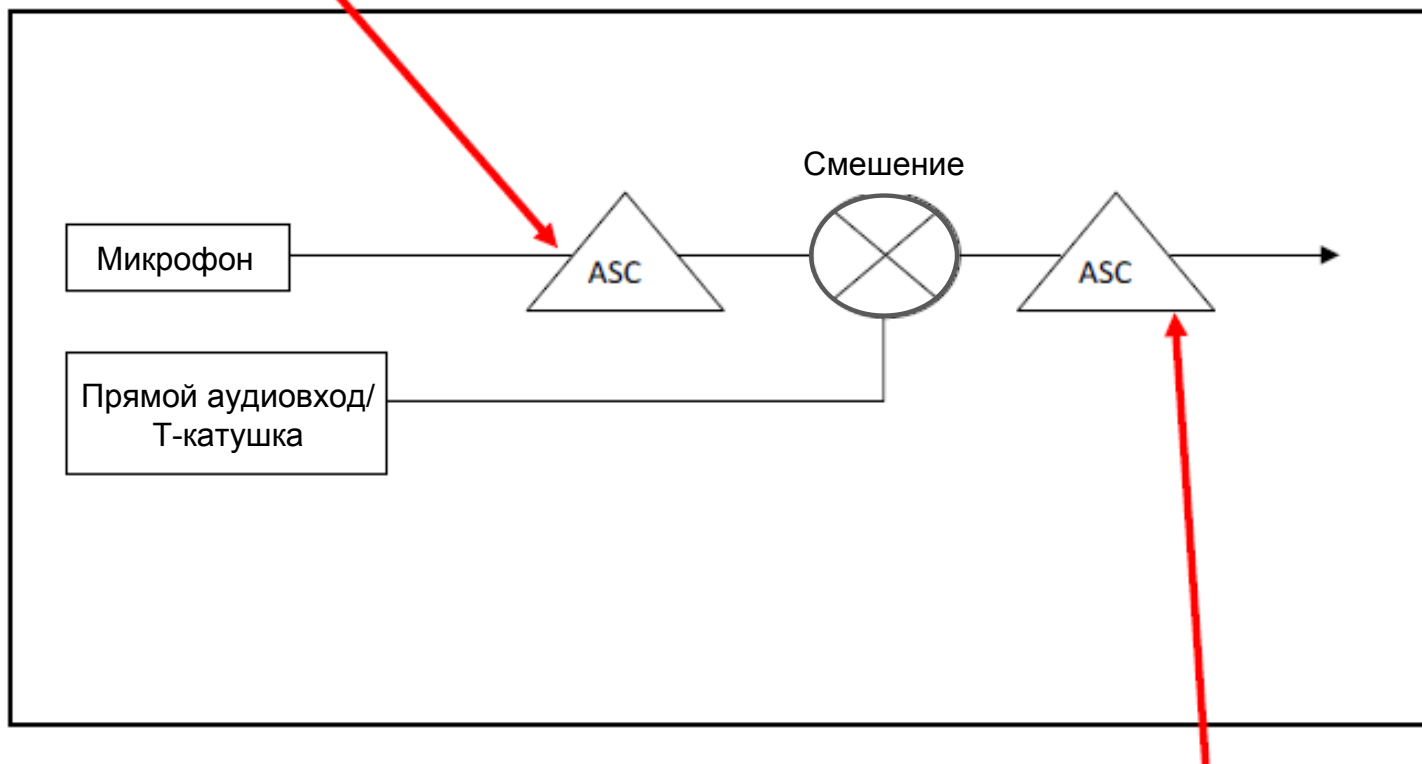 Смешение
Микрофон
ASC
ASC
Прямой аудиовход/
Т-катушка